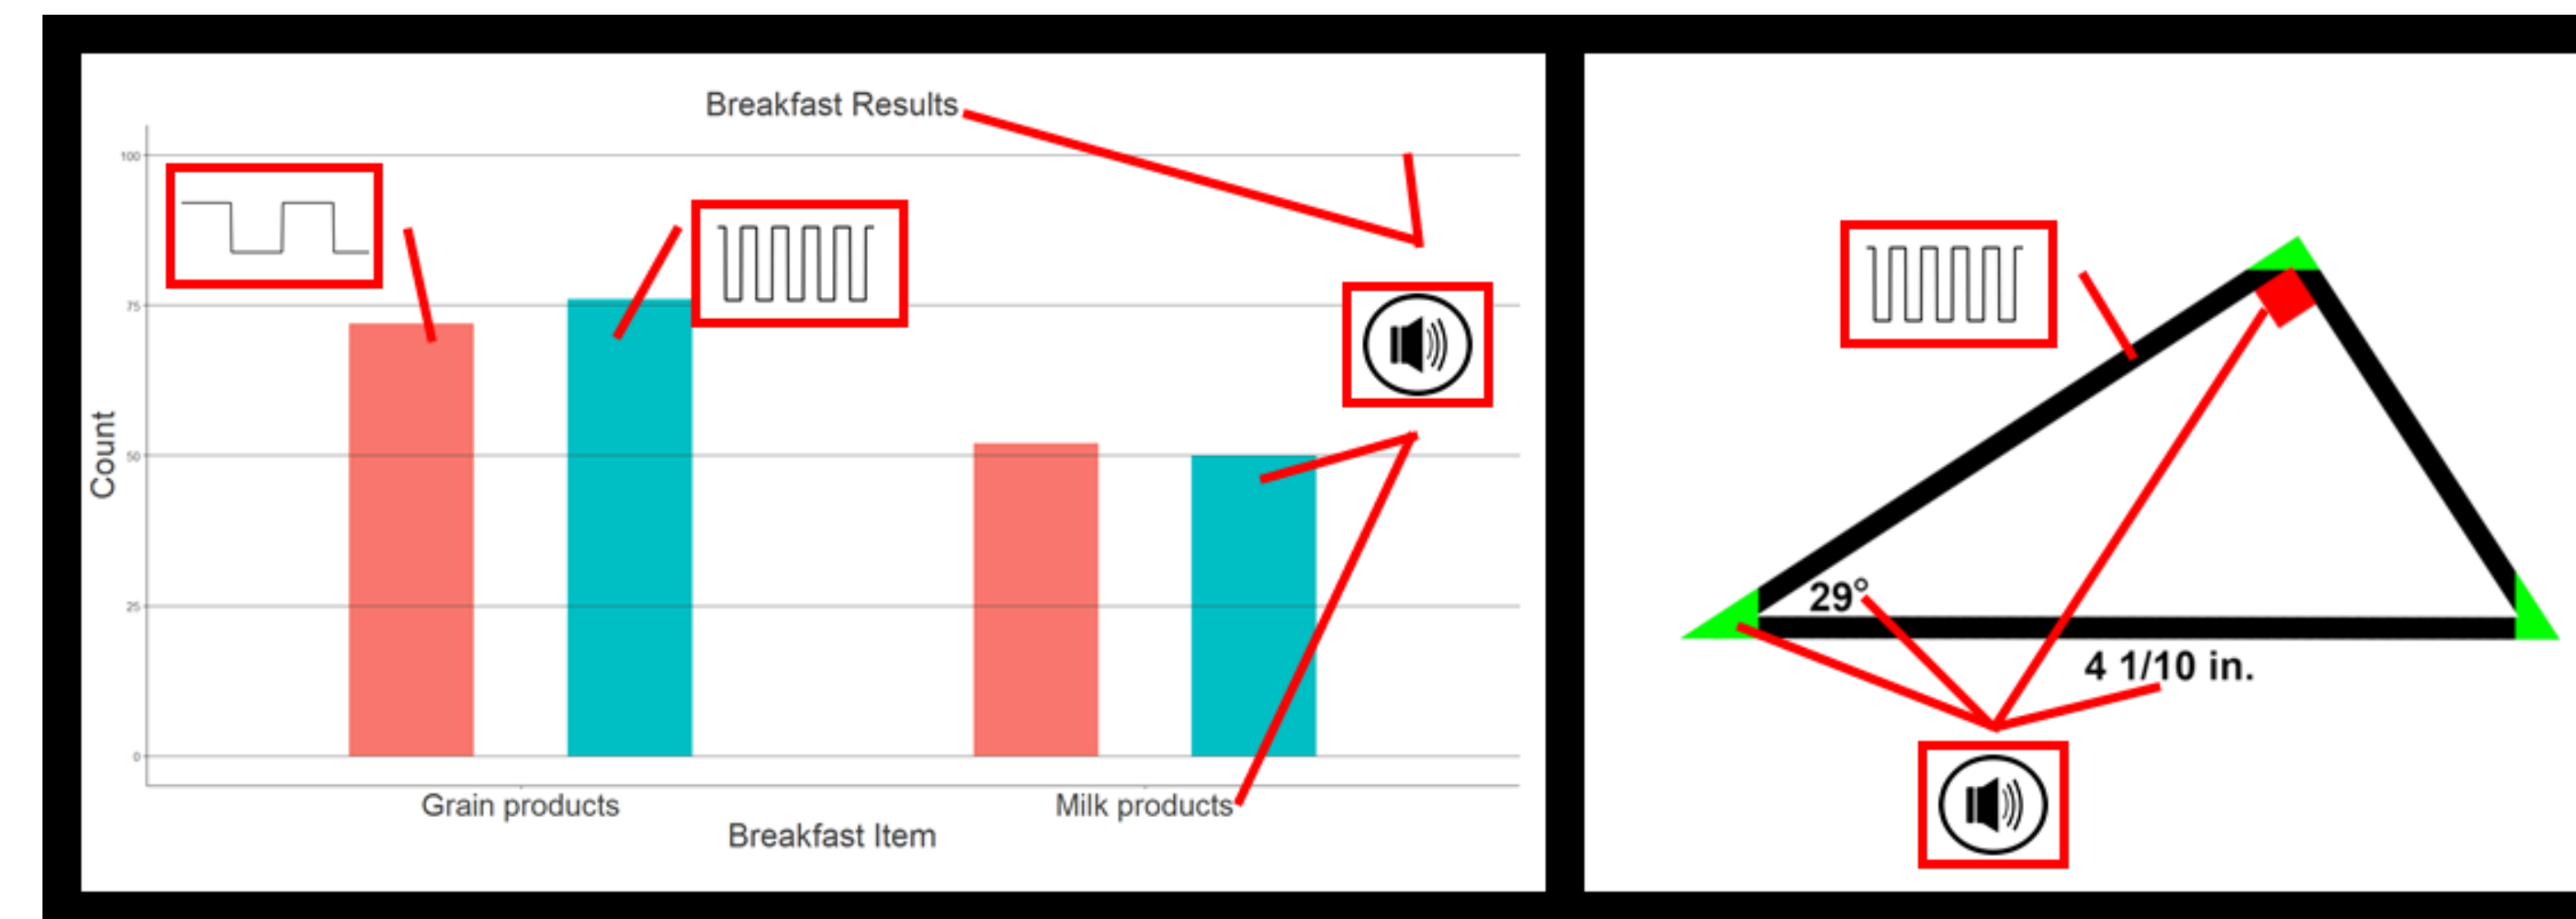 Breakfast Results
100
75
50
25
0
Count
Grain products
Milk products
Breakfast Item
29°
4 1/10 in.